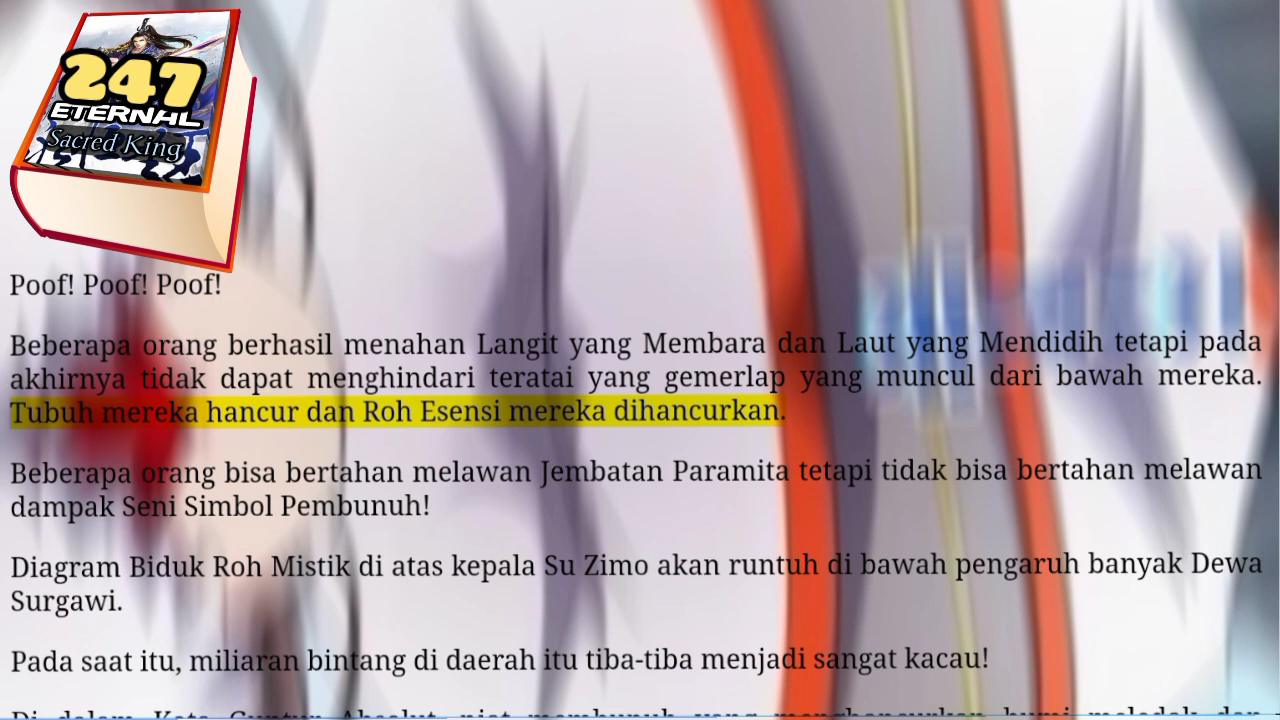 247
ETERNAL
Sacred King
Poof! Poof! Poof!
Beberapa orang berhasil menahan Langit yang Membara dan Laut yang Mendidih tetapi pada
akhirnya tidak dapat menghindari teratai yang gemerlap yang muncul dari bawah mereka.
Tubuh mereka hancur dan Roh Esensi mereka dihancurkan.
Beberapa orang bisa bertahan melawan Jembatan Paramita tetapi tidak bisa bertahan melawan
dampak Seni Simbol Pembunuh!
Diagram Biduk Roh Mistik di atas kepala Su Zimo akan runtuh di bawah pengaruh banyak Dewa
Surgawi.
Pada saat itu, miliaran bintang di daerah itu tiba-tiba menjadi sangat kacau!